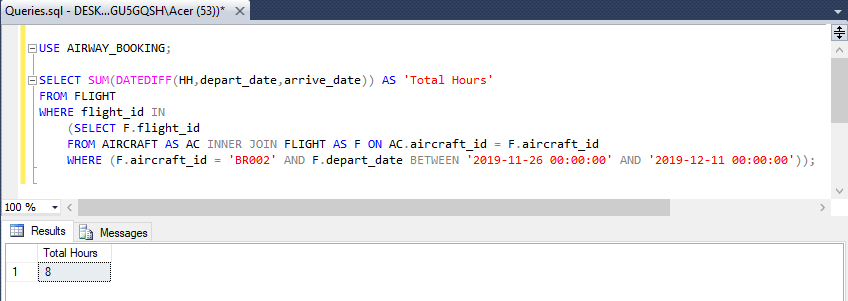 Queries.sql - DESK...GU5GQSH\Acer (53))*
USE AIRWAY_BOOKING;
SELECT SUM(DATEDIFF(HH,depart_date,arrive_date)) AS 'Total Hours'
FROM FLIGHT
WHERE flight_id IN
(SELECT F.flight_id
FROM AIRCRAFT AS AC INNER JOIN FLIGHT AS F ON AC.aircraft_id = F.aircraft_id
WHERE (F.aircraft_id = 'BR002' AND F.depart_date BETWEEN '2019-11-26 00:00:00' AND '2019-12-11 00:00:00'));
100 %
Results Messages
Total Hours
1 8